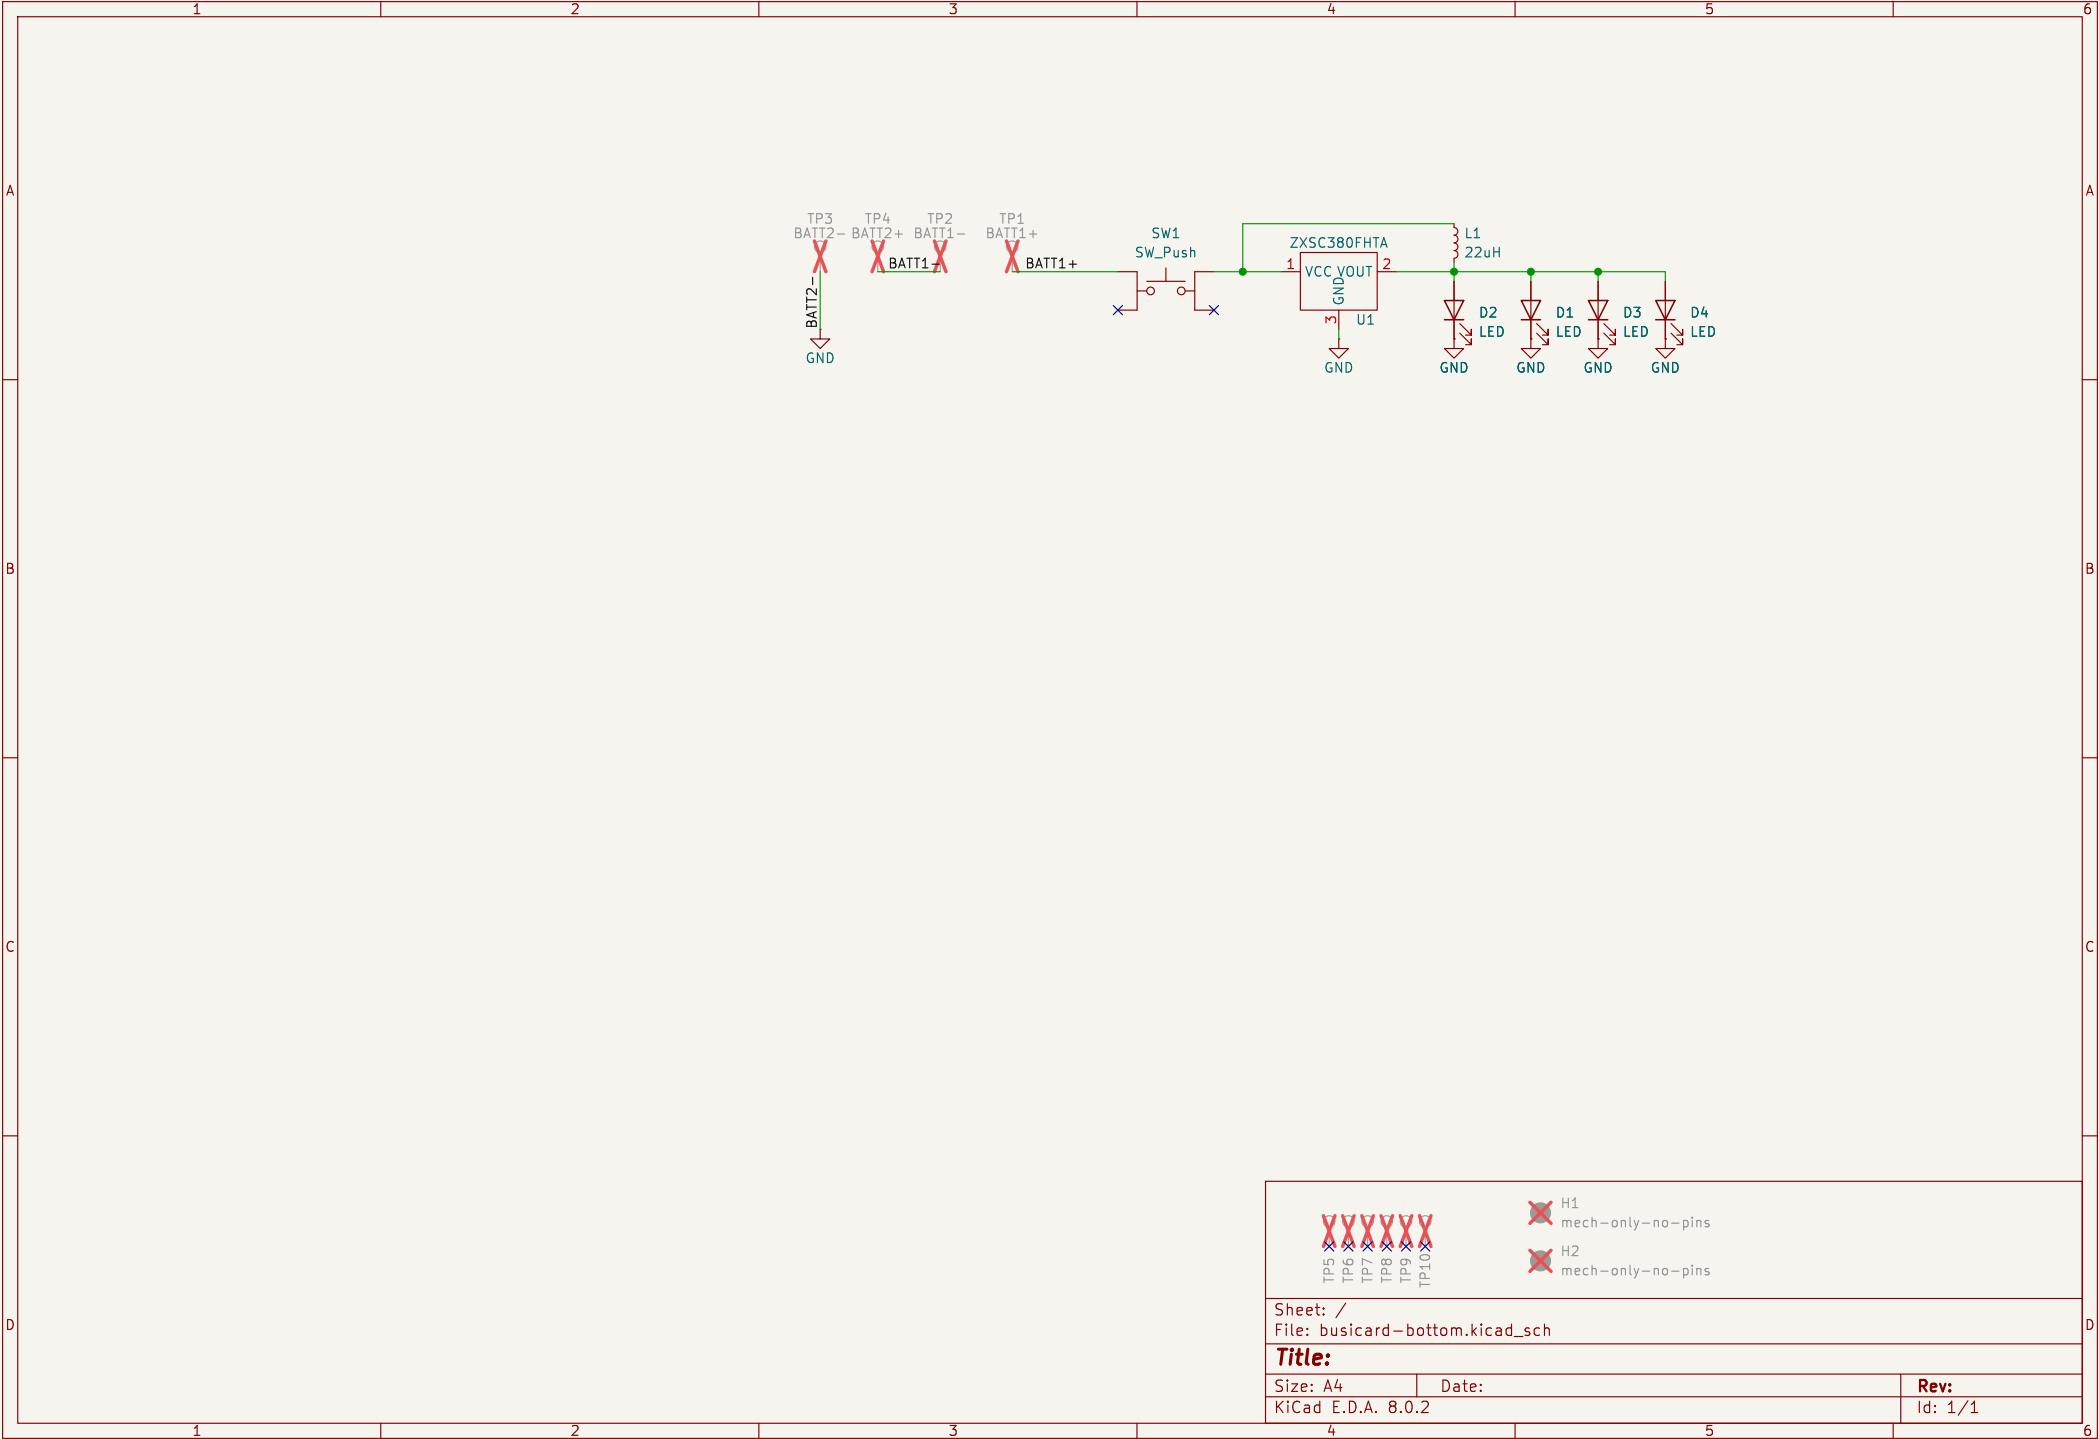 1 2 3 4 5 6
A A
TP3 TP4 TP2 TP1
BATT2- BATT2+ BATT1- BATT1+
SW1 L1
SW_Push ZXSC380FHTA 22uH
BATT1- BATT1+
1 VCC VOUT 2
GND
BATT2-
3 U1
D2 D1 D3 D4
LED LED LED LED
GND
GND GND GND GND GND
B B
C C
H1
mech-only-no-pins
H2
mech-only-no-pins
TP5 TP6 TP7 TP8 TP9 TP10
Sheet: /
D D
File: busicard-bottom.kicad_sch
Title:
Size: A4 Date: Rev:
KiCad E.D.A. 8.0.2 Id: 1/1
1 2 3 4 5 6